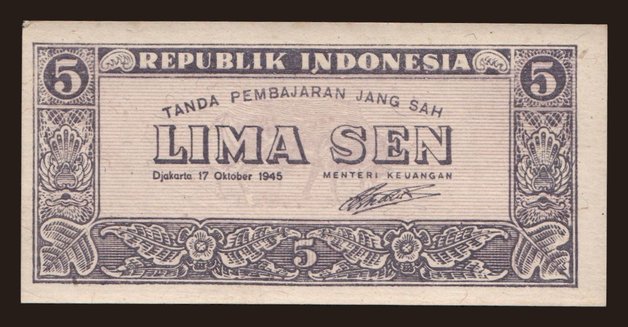 5 REPUBLIK INDONESIA 5
TANDA PEMBAJARAN JANG SAH
LIMA SEN
Djakarta 17 Oktober 1945 MENTERI KEUANGAN
5